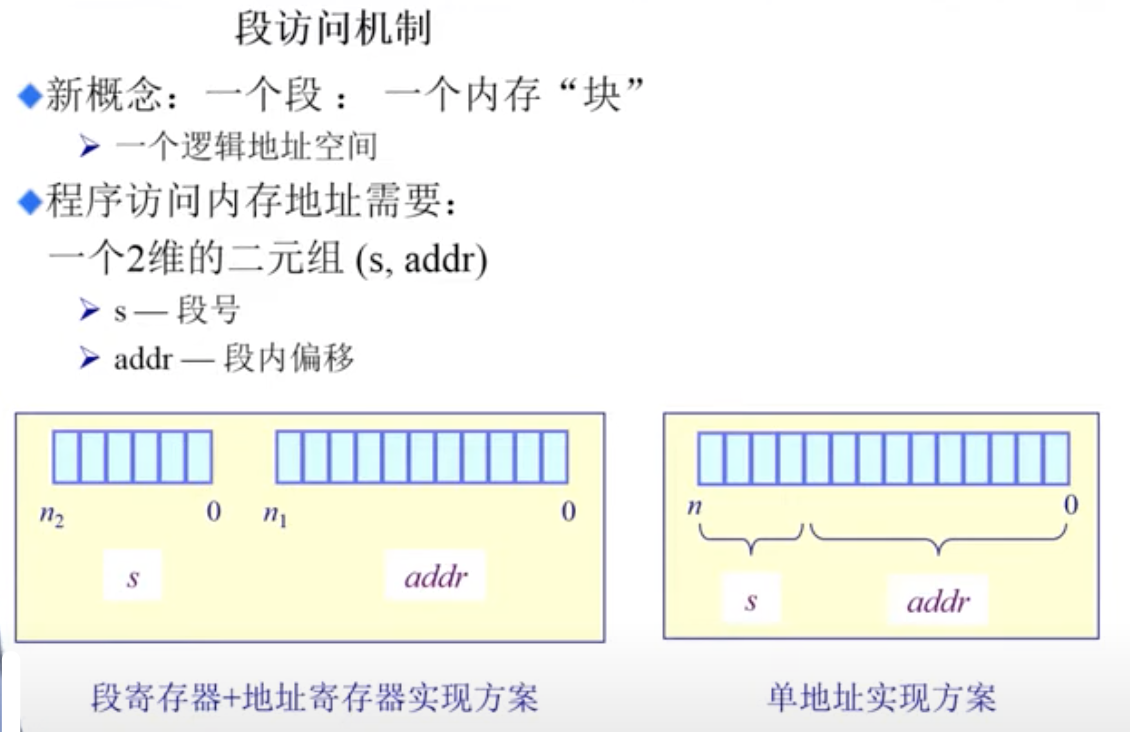 段访问机制
◆新概念：一个段 ： 一个内存“块”
➢ 一个逻辑地址空间
◆程序访问内存地址需要：
一个2维的二元组 (s, addr)
➢ s — 段号
➢ addr — 段内偏移
n₂ 0 n₁ 0
s addr
n 0
s addr
段寄存器+地址寄存器实现方案
单地址实现方案